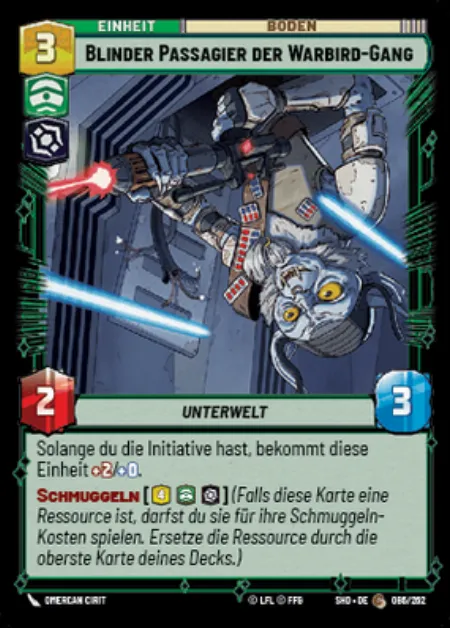 EINHEIT
BODEN
3
BLINDER PASSAGIER DER WARBIRD-GANG
2
UNTERWELT
3
Solange du die Initiative hast, bekommt diese
Einheit +2/+0.
SCHMUGGELN [4] (Falls diese Karte eine
Ressource ist, darfst du sie für ihre Schmuggeln-
Kosten spielen. Ersetze die Ressource durch die
oberste Karte deines Decks.)
OMERCAN CIRIT
© LFL © FFG
SHD • DE
086/262